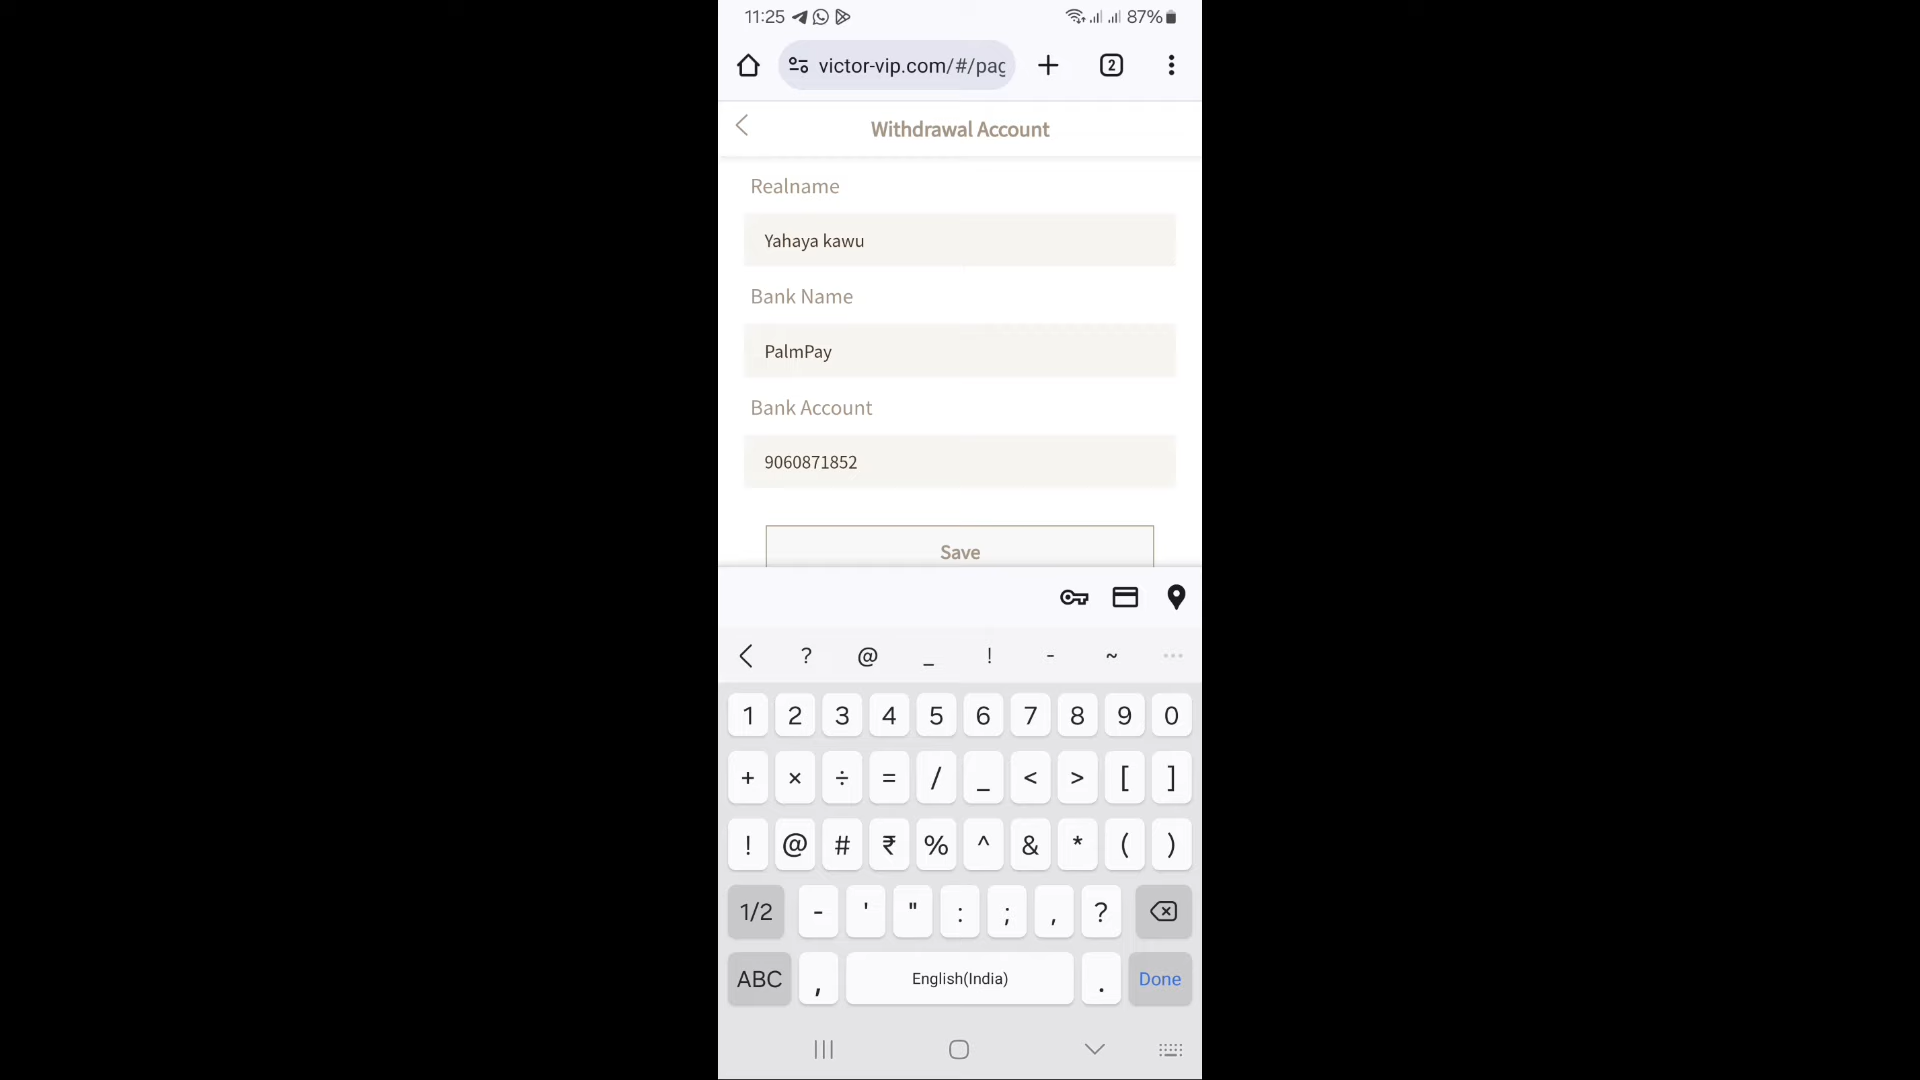 11:25 87%
victor-vip.com/#/pag 2
Withdrawal Account
Realname
Yahaya kawu
Bank Name
PalmPay
Bank Account
9060871852
Save
? @ _ ! - ~ ...
1 2 3 4 5 6 7 8 9 0
+ × ÷ = / _ < > [ ]
! @ # ₹ % ^ & * ( )
1/2 - ' " : ; , ?
ABC , English(India) . Done